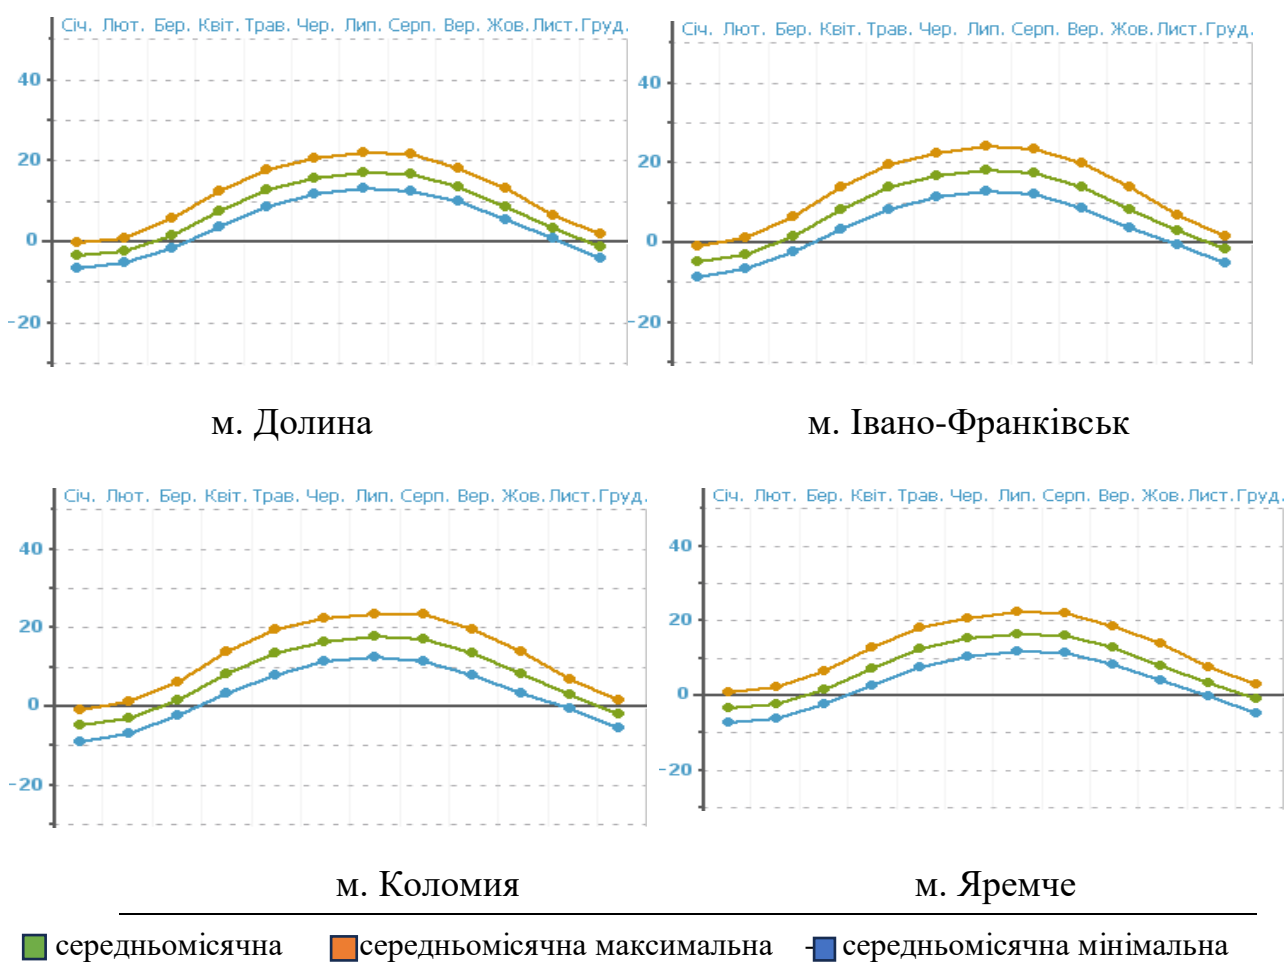 Січ. Лют. Бер. Квіт. Трав. Чер. Лип. Серп. Вер. Жов. Лист. Груд.
40
20
0
-20
м. Долина
Січ. Лют. Бер. Квіт. Трав. Чер. Лип. Серп. Вер. Жов. Лист. Груд.
40
20
0
-20
м. Івано-Франківськ
Січ. Лют. Бер. Квіт. Трав. Чер. Лип. Серп. Вер. Жов. Лист. Груд.
40
20
0
-20
м. Коломия
Січ. Лют. Бер. Квіт. Трав. Чер. Лип. Серп. Вер. Жов. Лист. Груд.
40
20
0
-20
м. Яремче
середньомісячна середньомісячна максимальна - середньомісячна мінімальна